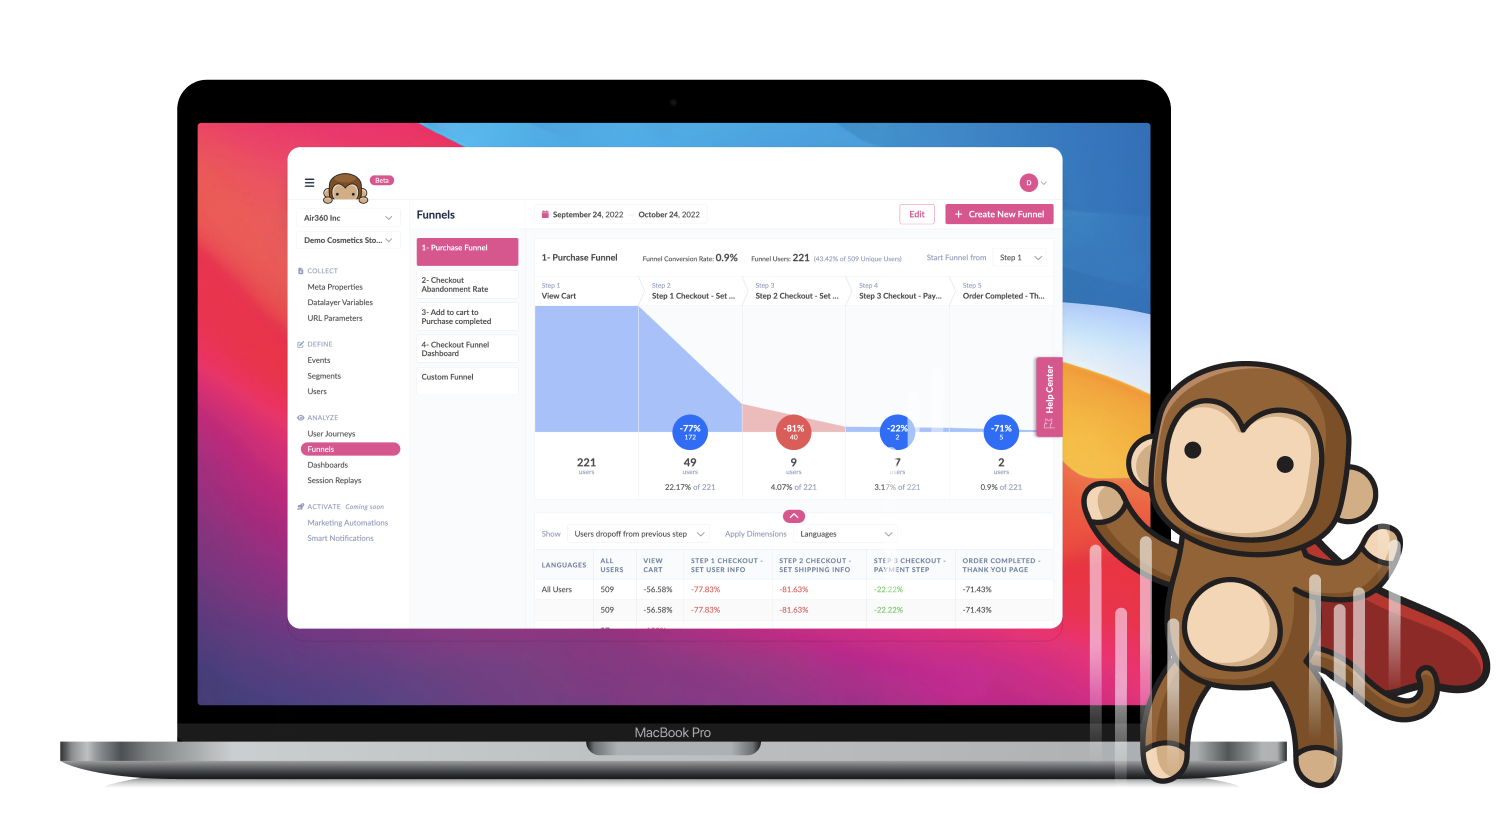 Beta
D
Air360 Inc
Demo Cosmetics Sto...
COLLECT
Meta Properties
Datalayer Variables
URL Parameters
DEFINE
Events
Segments
Users
ANALYZE
User Journeys
Funnels
Dashboards
Session Replays
ACTIVATE Coming soon
Marketing Automations
Smart Notifications
Funnels
1- Purchase Funnel
2- Checkout
Abandonment Rate
3- Add to cart to
Purchase completed
4- Checkout Funnel
Dashboard
Custom Funnel
September 24, 2022 October 24, 2022
Edit
+ Create New Funnel
1- Purchase Funnel
Funnel Conversion Rate: 0.9%
Funnel Users: 221 (43.42% of 509 Unique Users)
Start Funnel from Step 1
Step 1
View Cart
Step 2
Step 1 Checkout - Set ...
Step 3
Step 2 Checkout - Set ...
Step 4
Step 3 Checkout - Pay...
Step 5
Order Completed - Th...
-77%
172
-81%
40
-22%
2
-71%
5
221
users
49
users
22.17% of 221
9
users
4.07% of 221
7
users
3.17% of 221
2
users
0.9% of 221
Help Center
Show Users dropoff from previous step Apply Dimensions Languages
LANGUAGES
ALL
USERS
VIEW
CART
STEP 1 CHECKOUT -
SET USER INFO
STEP 2 CHECKOUT -
SET SHIPPING INFO
STEP 3 CHECKOUT -
PAYMENT STEP
ORDER COMPLETED -
THANK YOU PAGE
All Users 509 -56.58% -77.83% -81.63% -22.22% -71.43%
509 -56.58% -77.83% -81.63% -22.22% -71.43%
MacBook Pro